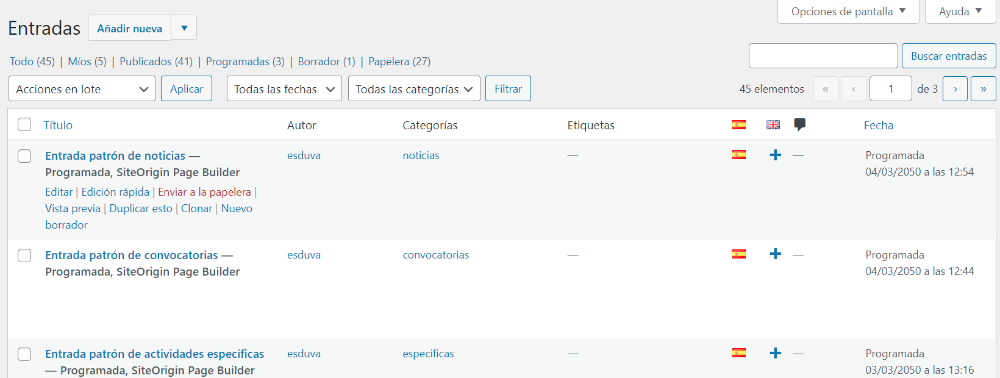 Opciones de pantalla ▼ Ayuda ▼
Entradas Añadir nueva ▼
Todo (45) | Míos (5) | Publicados (41) | Programadas (3) | Borrador (1) | Papelera (27)
Buscar entradas
Acciones en lote Aplicar Todas las fechas Todas las categorías Filtrar 45 elementos « ‹ 1 de 3 › »
Título Autor Categorías Etiquetas Fecha
Entrada patrón de noticias — esduva noticias — + — Programada
Programada, SiteOrigin Page Builder 04/03/2050 a las 12:54
Editar | Edición rápida | Enviar a la papelera |
Vista previa | Duplicar esto | Clonar | Nuevo
borrador
Entrada patrón de convocatorias — esduva convocatorias — + — Programada
Programada, SiteOrigin Page Builder 04/03/2050 a las 12:44
Entrada patrón de actividades específicas esduva especificas — + — Programada
— Programada, SiteOrigin Page Builder 03/03/2050 a las 13:16